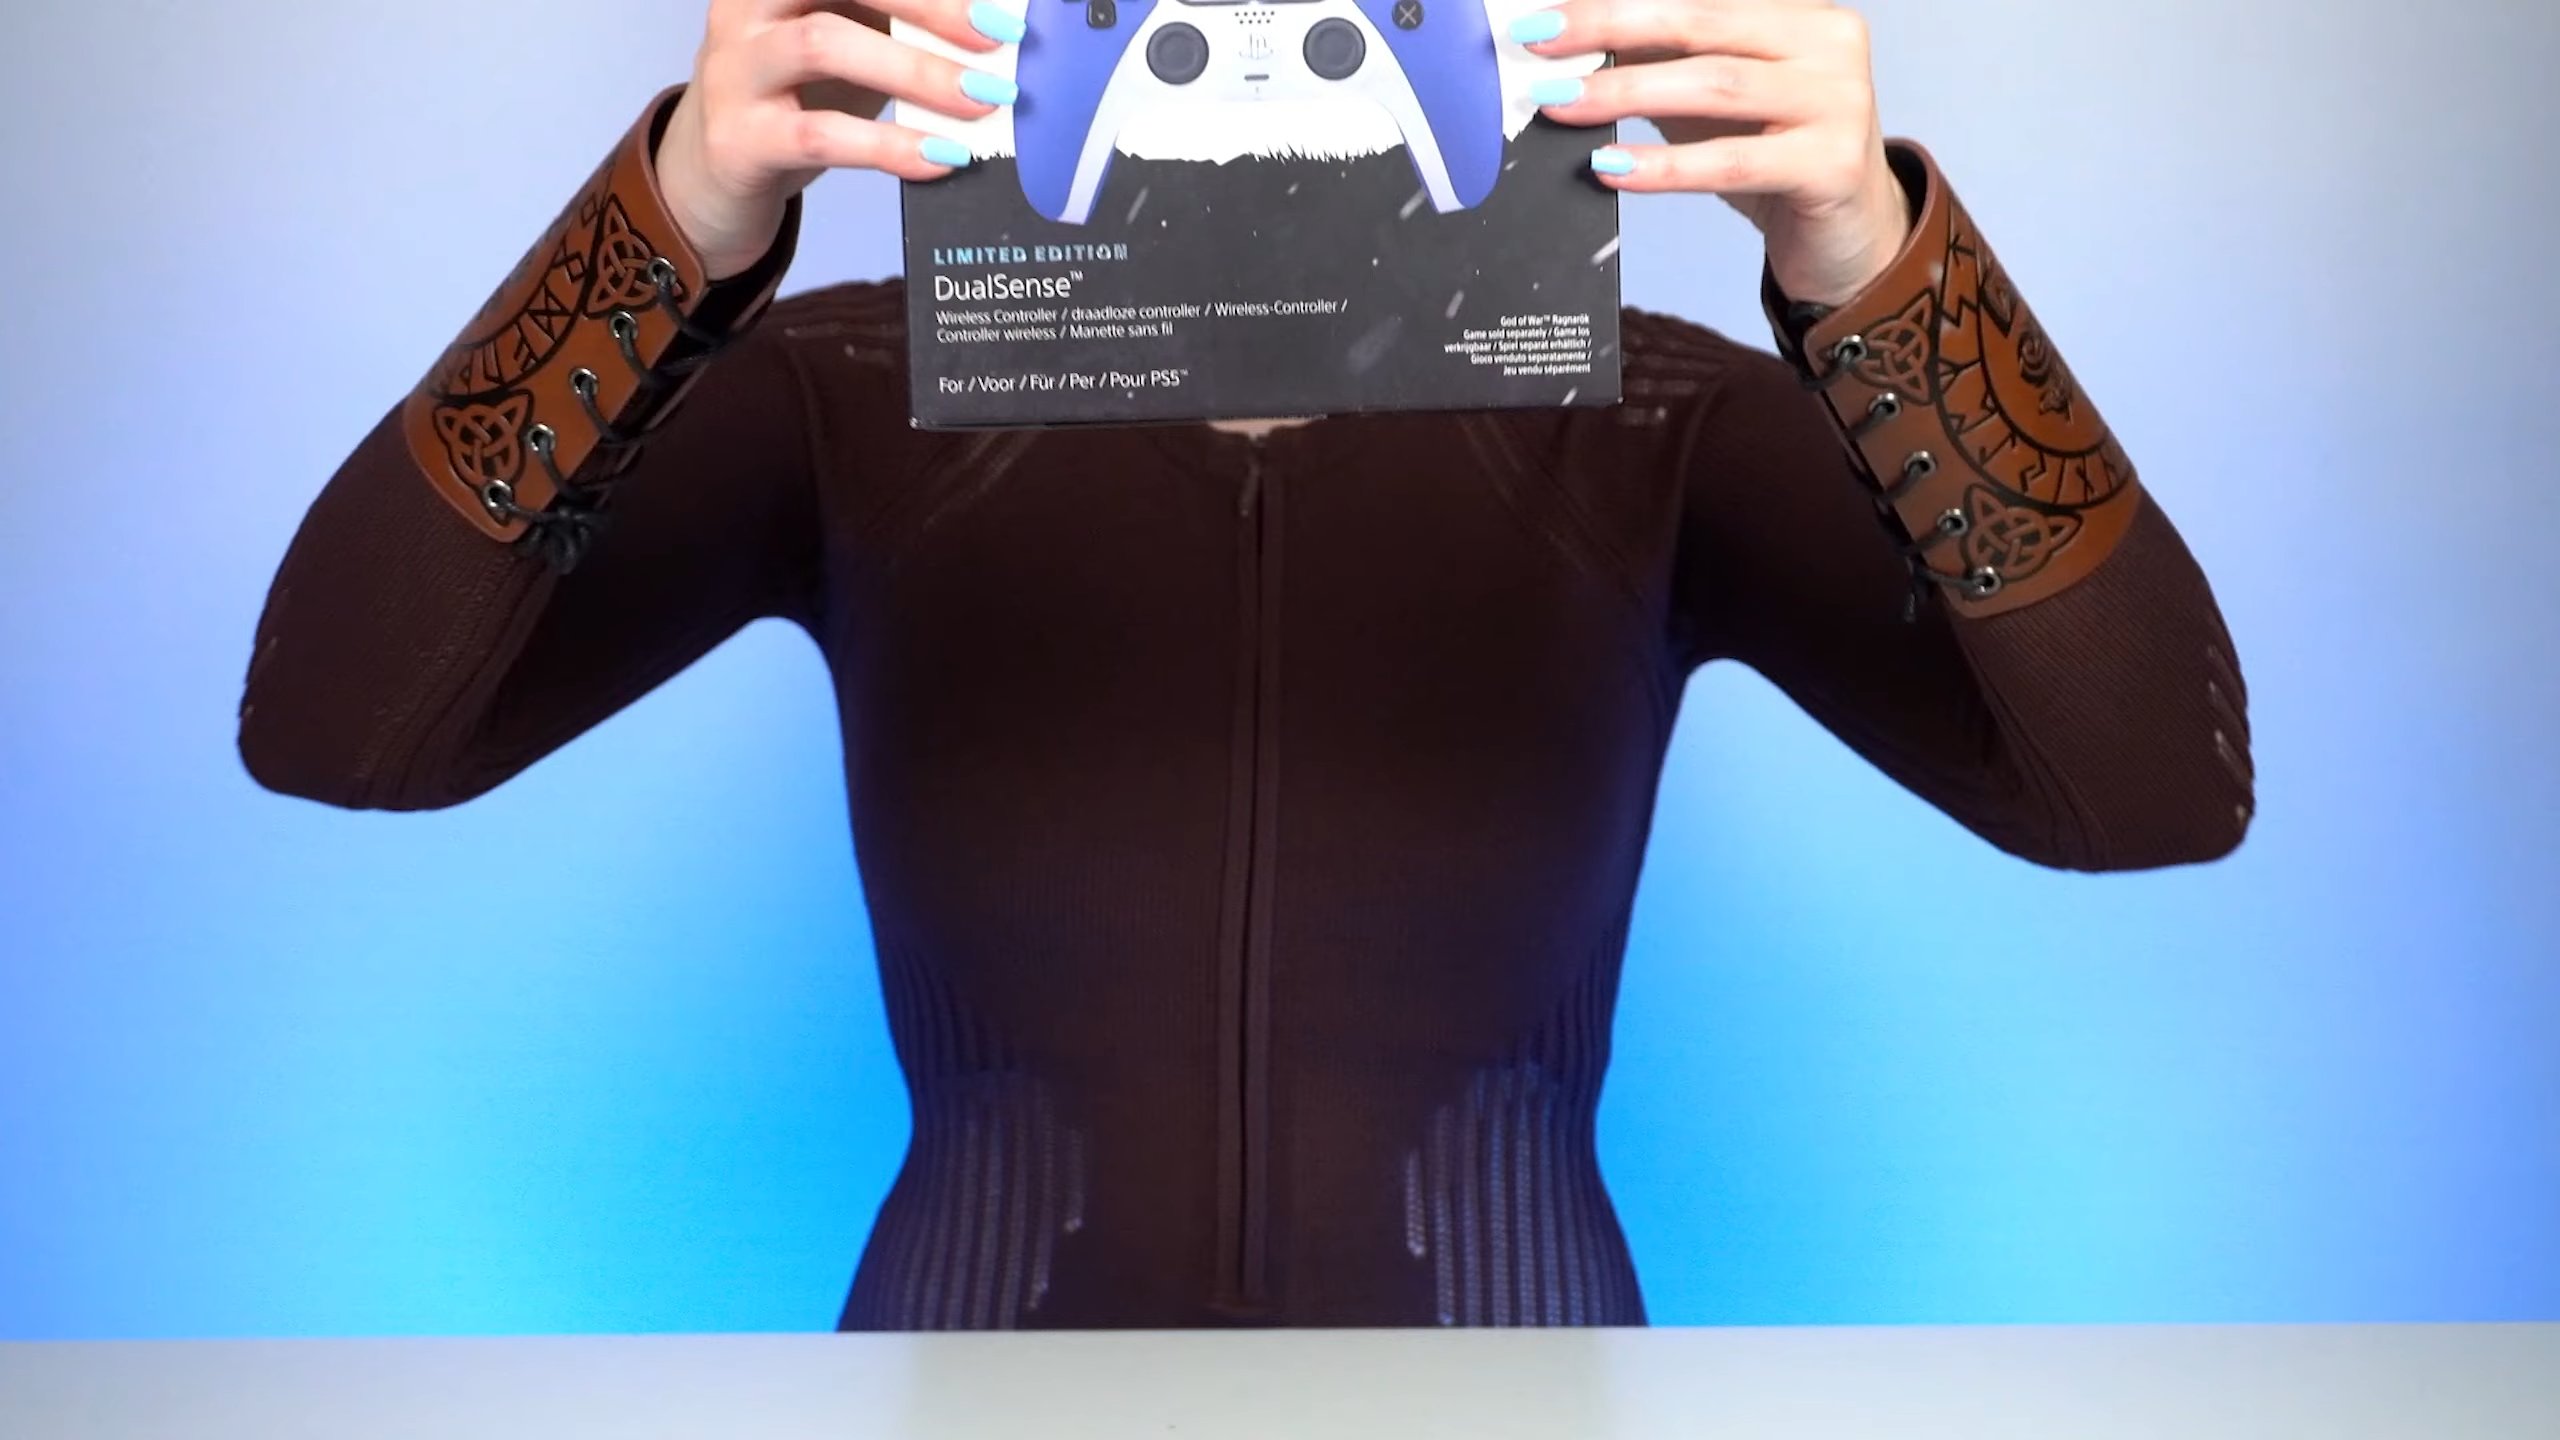 LIMITED EDITION
DualSense™
Wireless Controller / draadloze controller / Wireless-Controller /
Controller wireless / Manette sans fil
For / Voor / Für / Per / Pour PS5™
God of War™ Ragnarök
Game sold separately / Game los
verkrijgbaar / Spiel separat erhältlich /
Gioco venduto separatamente /
Jeu vendu séparément